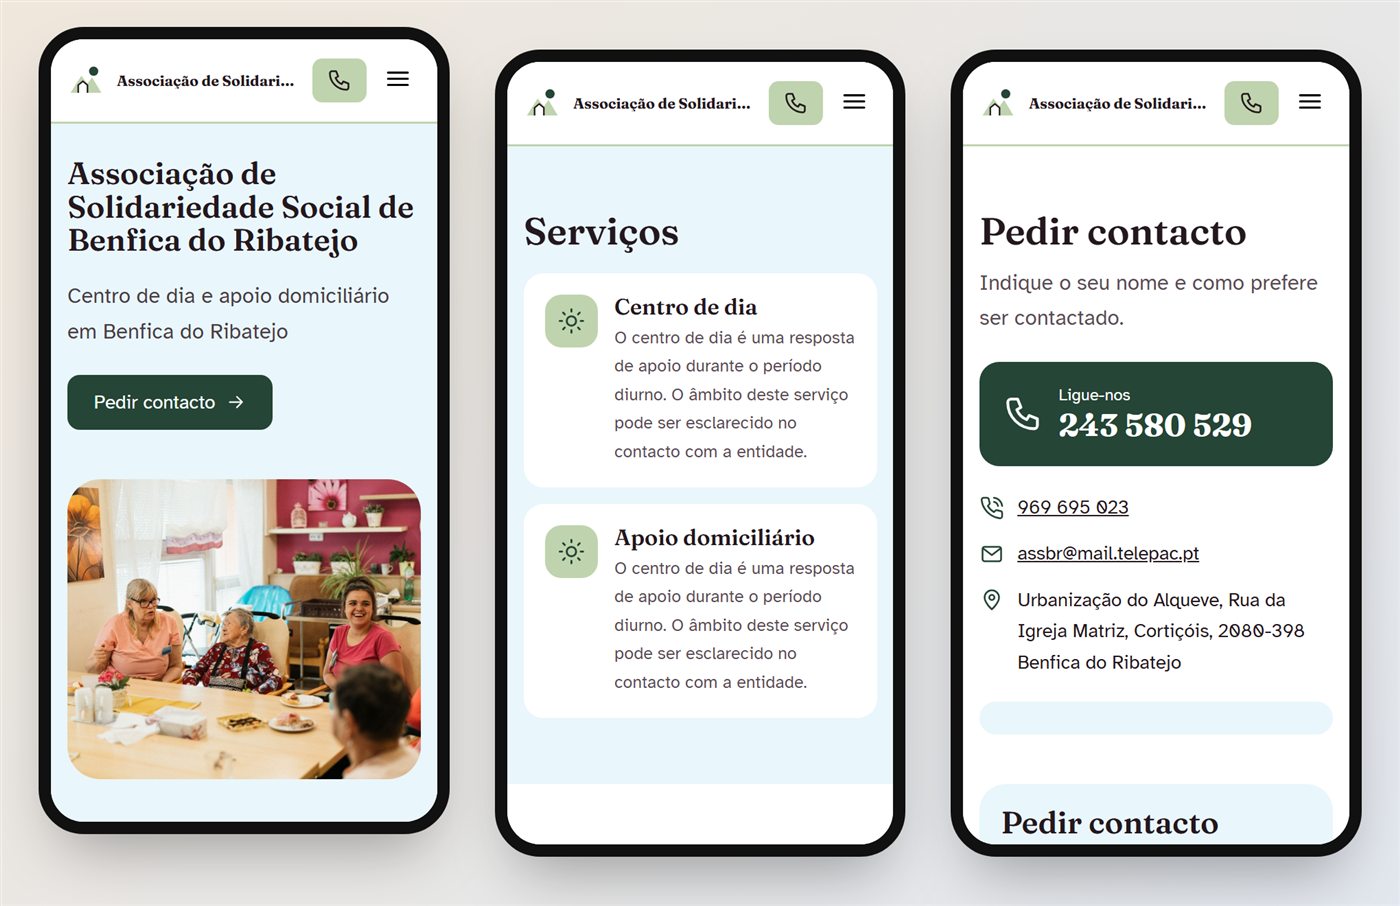 Associação de Solidari...
Associação de
Solidariedade Social de
Benfica do Ribatejo
Centro de dia e apoio domiciliário
em Benfica do Ribatejo
Pedir contacto →
Associação de Solidari...
Serviços
Centro de dia
O centro de dia é uma resposta
de apoio durante o período
diurno. O âmbito deste serviço
pode ser esclarecido no
contacto com a entidade.
Apoio domiciliário
O centro de dia é uma resposta
de apoio durante o período
diurno. O âmbito deste serviço
pode ser esclarecido no
contacto com a entidade.
Associação de Solidari...
Pedir contacto
Indique o seu nome e como prefere
ser contactado.
Ligue-nos
243 580 529
969 695 023
assbr@mail.telepac.pt
Urbanização do Alqueve, Rua da
Igreja Matriz, Cortiçóis, 2080-398
Benfica do Ribatejo
Pedir contacto